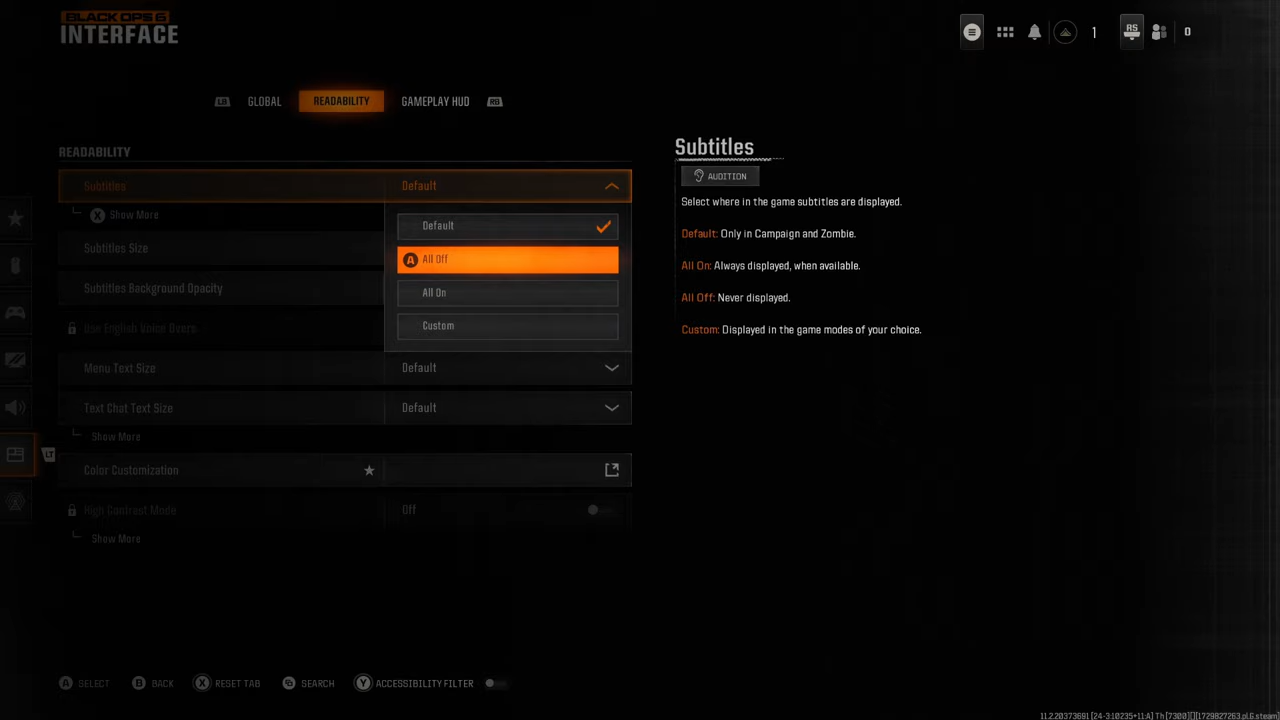 BLACK OPS 6
INTERFACE
1
RS
0
LB
GLOBAL
READABILITY
GAMEPLAY HUD
RB
READABILITY
Subtitles
Default
X Show More
Default
A All Off
All On
Custom
Subtitles Size
Subtitles Background Opacity
Use English Voice Overs
Menu Text Size
Default
Text Chat Text Size
Default
Show More
LT
Color Customization
High Contrast Mode
Off
Show More
Subtitles
AUDITION
Select where in the game subtitles are displayed.
Default: Only in Campaign and Zombie.
All On: Always displayed, when available.
All Off: Never displayed.
Custom: Displayed in the game modes of your choice.
A SELECT
B BACK
X RESET TAB
SEARCH
Y ACCESSIBILITY FILTER